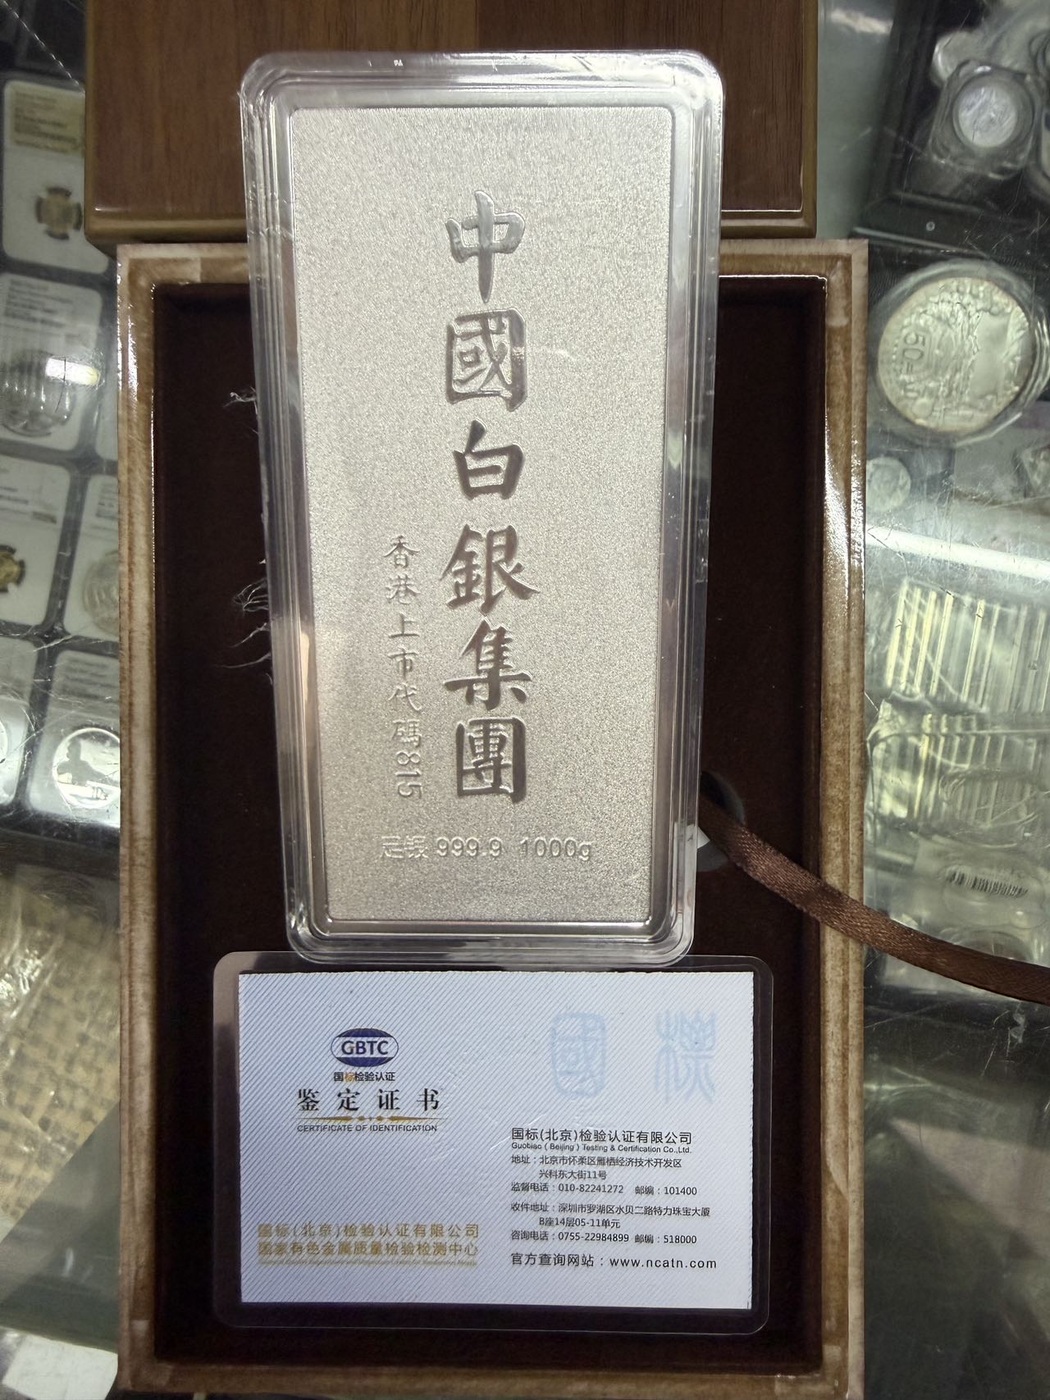 中國白銀集團
香港上市代碼815
足银 999.9 1000g
GBTC
国标检验认证
鉴定证书
CERTIFICATE OF IDENTIFICATION
国标(北京)检验认证有限公司
国家有色金属质量检验检测中心
國標
国标(北京)检验认证有限公司
Guobiao ( Beijing ) Testing & Certification Co.,Ltd.
地址：北京市怀柔区雁栖经济技术开发区
兴科东大街11号
监督电话：010-82241272 邮编：101400
收件地址：深圳市罗湖区水贝二路特力珠宝大厦
B座14层05-11单元
咨询电话：0755-22984899 邮编：518000
官方查询网站：www.ncatn.com
50